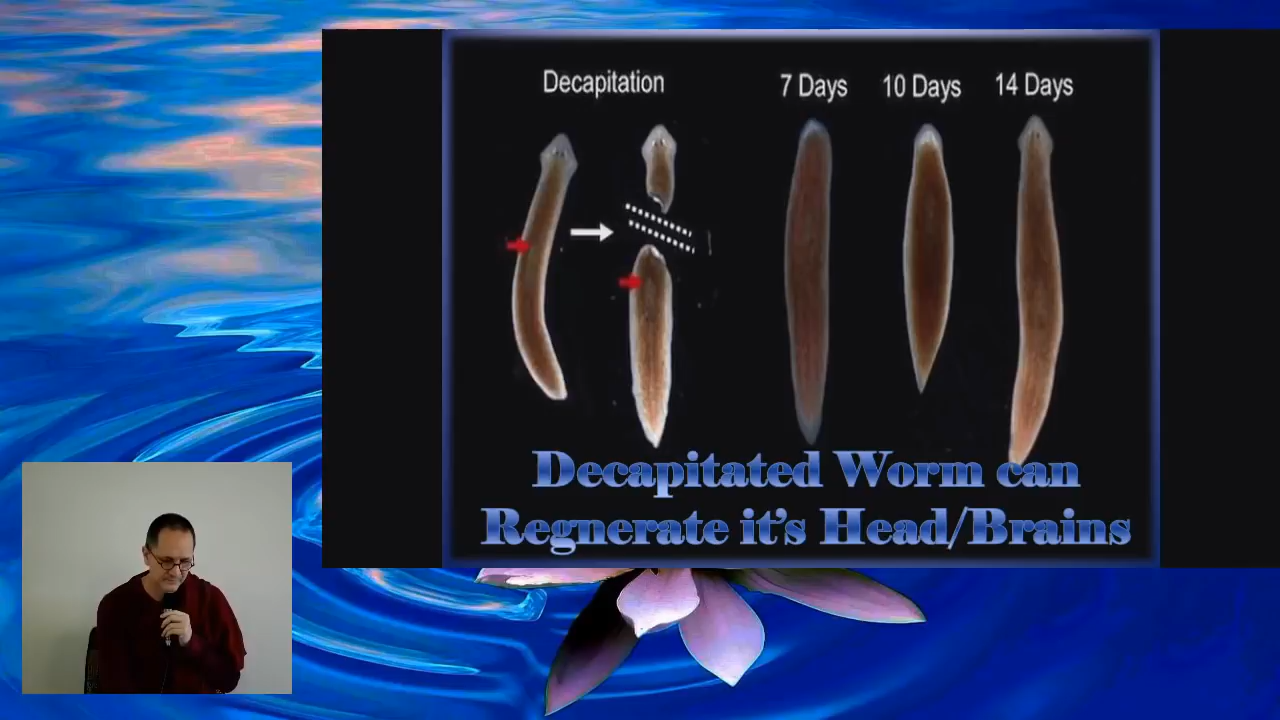 Decapitation 7 Days 10 Days 14 Days
Decapitated Worm can
Regnerate it's Head/Brains